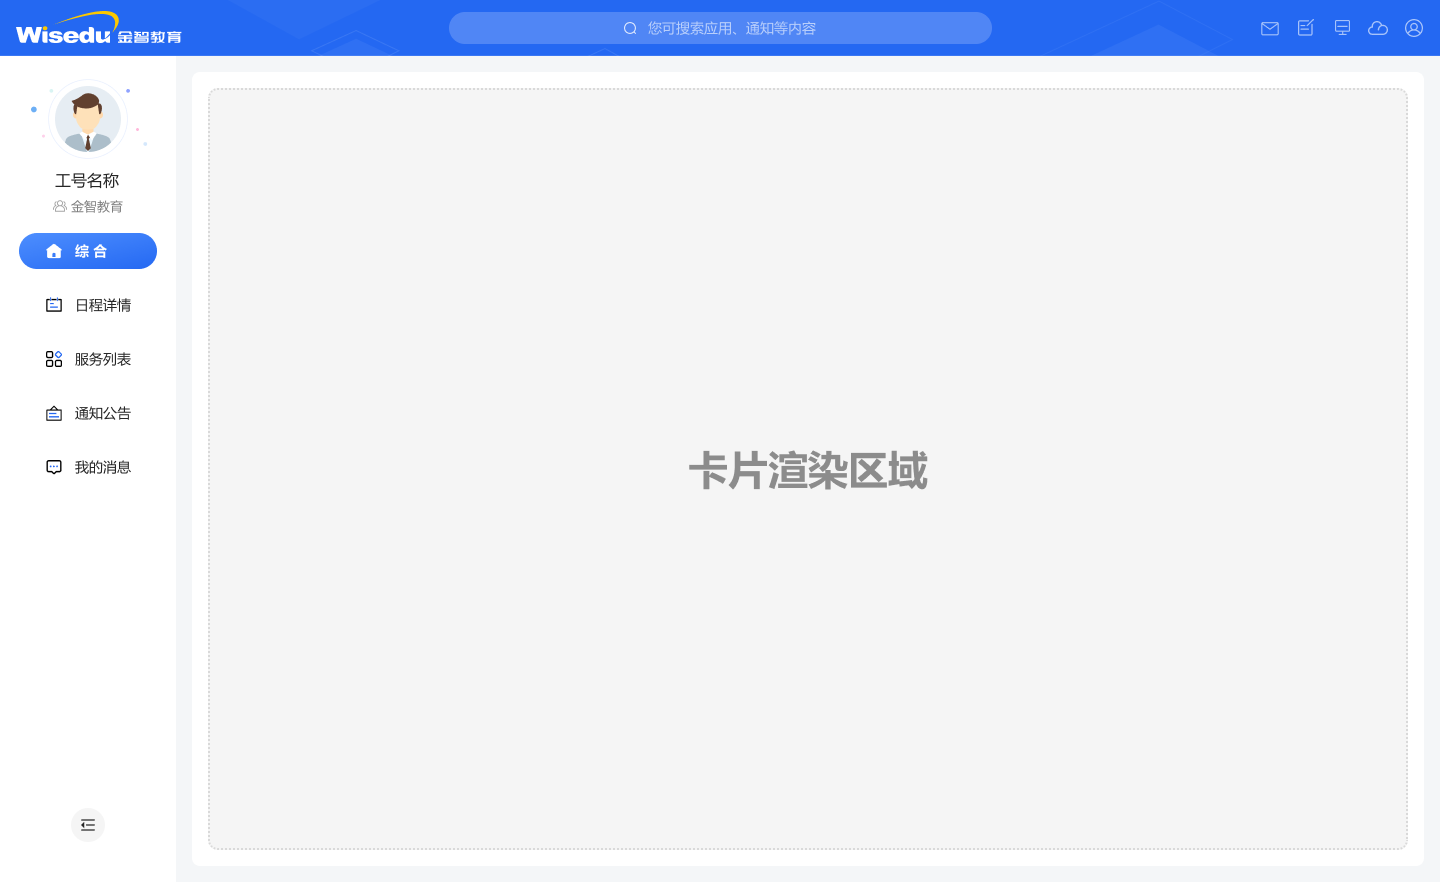 Wisedu 金智教育
您可搜索应用、通知等内容
工号名称
金智教育
综合
日程详情
服务列表
通知公告
我的消息
卡片渲染区域